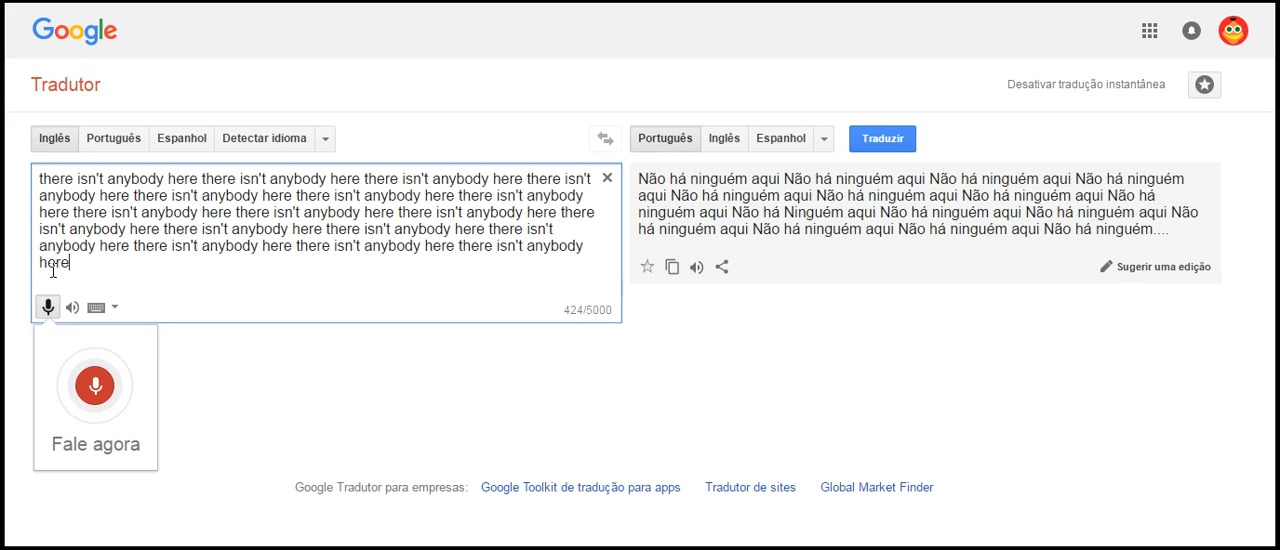 Google
Tradutor
Desativar tradução instantânea
Inglês Português Espanhol Detectar idioma
Português Inglês Espanhol Traduzir
there isn't anybody here there isn't anybody here there isn't anybody here there isn't
anybody here there isn't anybody here there isn't anybody here there isn't anybody
here there isn't anybody here there isn't anybody here there isn't anybody here there
isn't anybody here there isn't anybody here there isn't anybody here there isn't
anybody here there isn't anybody here there isn't anybody here there isn't anybody
here
424/5000
Não há ninguém aqui Não há ninguém aqui Não há ninguém aqui Não há ninguém
aqui Não há ninguém aqui Não há ninguém aqui Não há ninguém aqui Não há
ninguém aqui Não há Ninguém aqui Não há ninguém aqui Não há ninguém aqui Não
há ninguém aqui Não há ninguém aqui Não há ninguém aqui Não há ninguém....
Sugerir uma edição
Fale agora
Google Tradutor para empresas: Google Toolkit de tradução para apps Tradutor de sites Global Market Finder